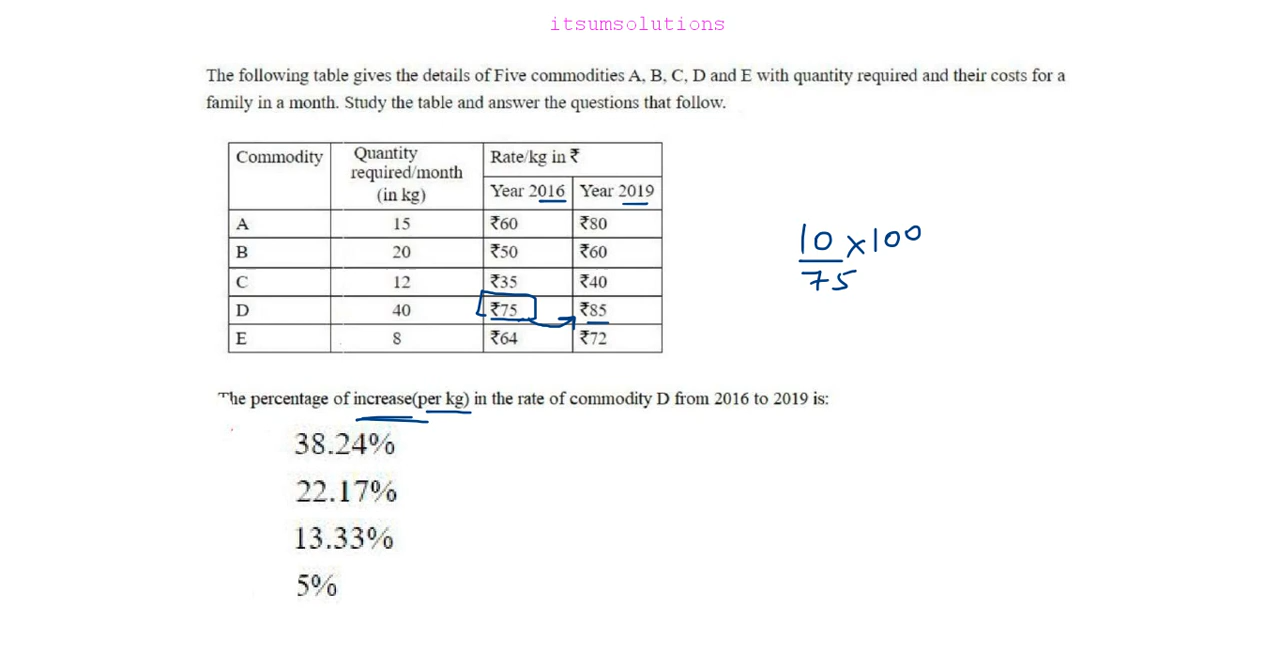 itsumsolutions
The following table gives the details of Five commodities A, B, C, D and E with quantity required and their costs for a
family in a month. Study the table and answer the questions that follow.
Commodity Quantity required/month (in kg) Rate/kg in ₹
Year 2016 Year 2019
A 15 ₹60 ₹80
B 20 ₹50 ₹60
C 12 ₹35 ₹40
D 40 ₹75 ₹85
E 8 ₹64 ₹72
10
×100
75
The percentage of increase(per kg) in the rate of commodity D from 2016 to 2019 is:
38.24%
22.17%
13.33%
5%